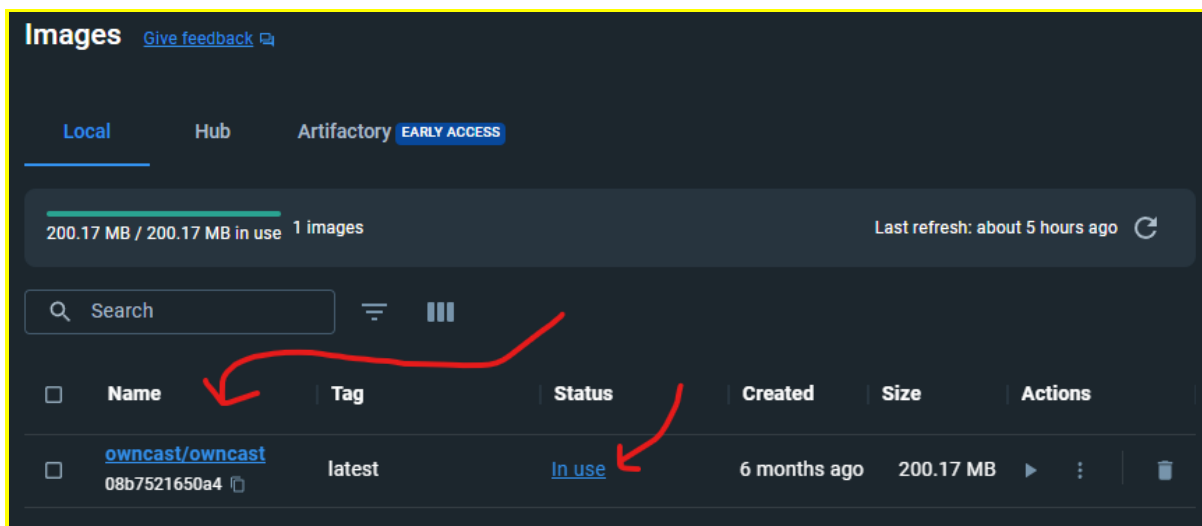 Images Give feedback
Local Hub Artifactory EARLY ACCESS
200.17 MB / 200.17 MB in use 1 images Last refresh: about 5 hours ago
Search
Name Tag Status Created Size Actions
owncast/owncast latest In use 6 months ago 200.17 MB
08b7521650a4